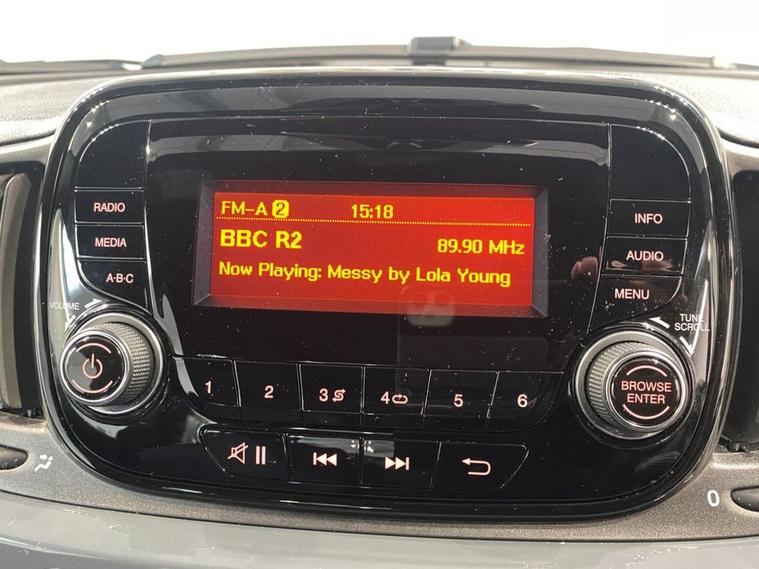 FM-A 2 15:18
BBC R2 89.90 MHz
Now Playing: Messy by Lola Young
RADIO
MEDIA
A·B·C
VOLUME
INFO
AUDIO
MENU
TUNE
SCROLL
BROWSE
ENTER
1 2 3 4 5 6
0